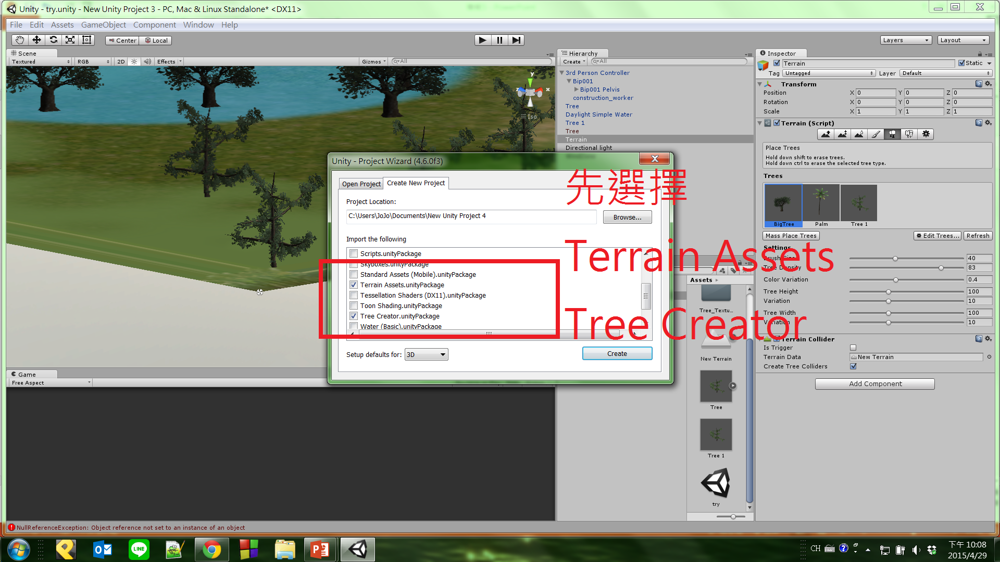 Unity - try.unity - New Unity Project 3 - PC, Mac & Linux Standalone* <DX11>
File Edit Assets GameObject Component Window Help
Center Local
Layers Layout
Scene
Textured RGB 2D Effects Gizmos All
Iso
y
z x
Hierarchy
Create All
3rd Person Controller
Bip001
Bip001 Pelvis
construction_worker
Tree
Daylight Simple Water
Tree 1
Tree
Terrain
Directional light
Unity - Project Wizard (4.6.0f3)
Open Project Create New Project
Project Location:
C:\Users\JoJo\Documents\New Unity Project 4
Browse...
Import the following
Scripts.unityPackage
Skyboxes.unityPackage
Standard Assets (Mobile).unityPackage
Terrain Assets.unityPackage
Tessellation Shaders (DX11).unityPackage
Toon Shading.unityPackage
Tree Creator.unityPackage
Water (Basic).unityPackage
Setup defaults for: 3D
Create
先選擇
Terrain Assets
Tree Creator
Assets
Tree_Textu...
New Terrain
Tree
Tree 1
try
Inspector
Terrain Static
Tag Untagged Layer Default
Transform
Position X 0 Y 0 Z 0
Rotation X 0 Y 0 Z 0
Scale X 1 Y 1 Z 1
Terrain (Script)
Place Trees
Hold down shift to erase trees.
Hold down ctrl to erase the selected tree type.
Trees
BigTree Palm Tree 1
Mass Place Trees Edit Trees... Refresh
Settings
Brush Size 40
Tree Density 83
Color Variation 0.4
Tree Height 100
Variation 10
Tree Width 100
Variation 10
Terrain Collider
Is Trigger
Terrain Data New Terrain
Create Tree Colliders
Add Component
Game
Free Aspect
NullReferenceException: Object reference not set to an instance of an object
LINE
CH
下午 10:08
2015/4/29